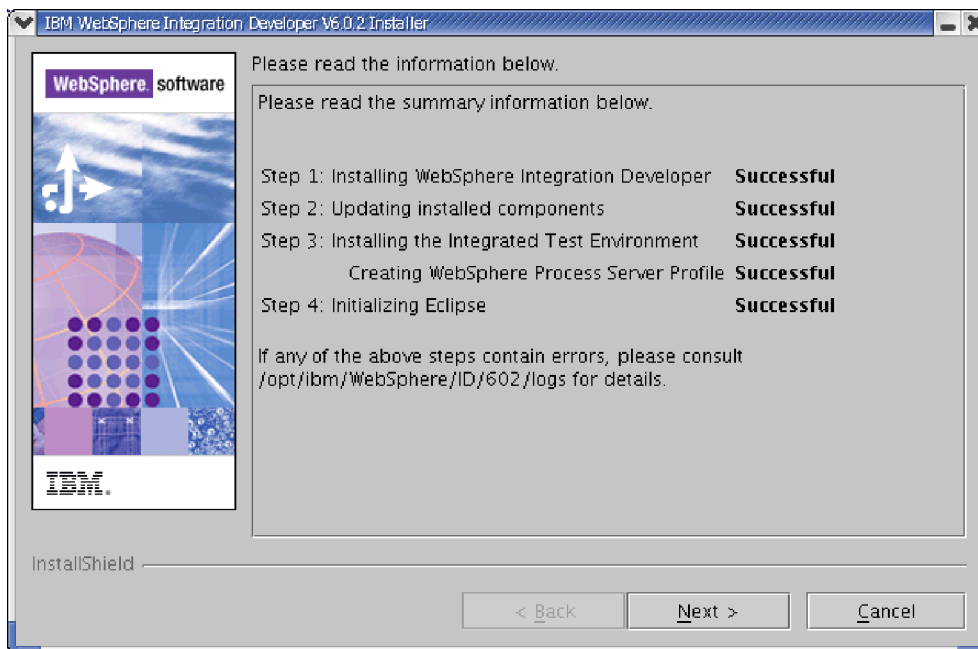 IBM WebSphere Integration Developer V6.0.2 Installer
WebSphere. software
IBM.
Please read the information below.
Please read the summary information below.
Step 1: Installing WebSphere Integration Developer Successful
Step 2: Updating installed components Successful
Step 3: Installing the Integrated Test Environment Successful
Creating WebSphere Process Server Profile Successful
Step 4: Initializing Eclipse Successful
If any of the above steps contain errors, please consult
/opt/ibm/WebSphere/ID/602/logs for details.
InstallShield
< Back
Next >
Cancel